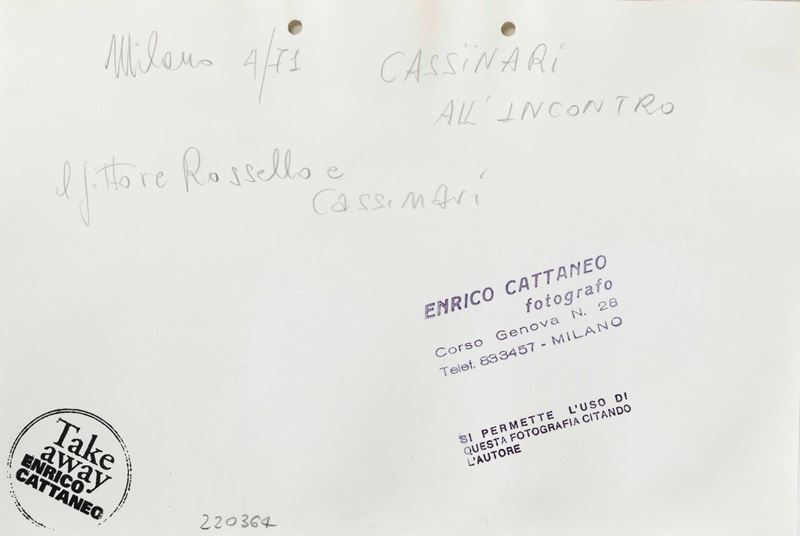 Milano 4/71
CASSINARI
ALL'INCONTRO
il pittore Rossello e
Cassinari
ENRICO CATTANEO
fotografo
Corso Genova N. 28
Telef. 833457 - MILANO
SI PERMETTE L'USO DI
QUESTA FOTOGRAFIA CITANDO
L'AUTORE
Take
away
ENRICO
CATTANEO
220364